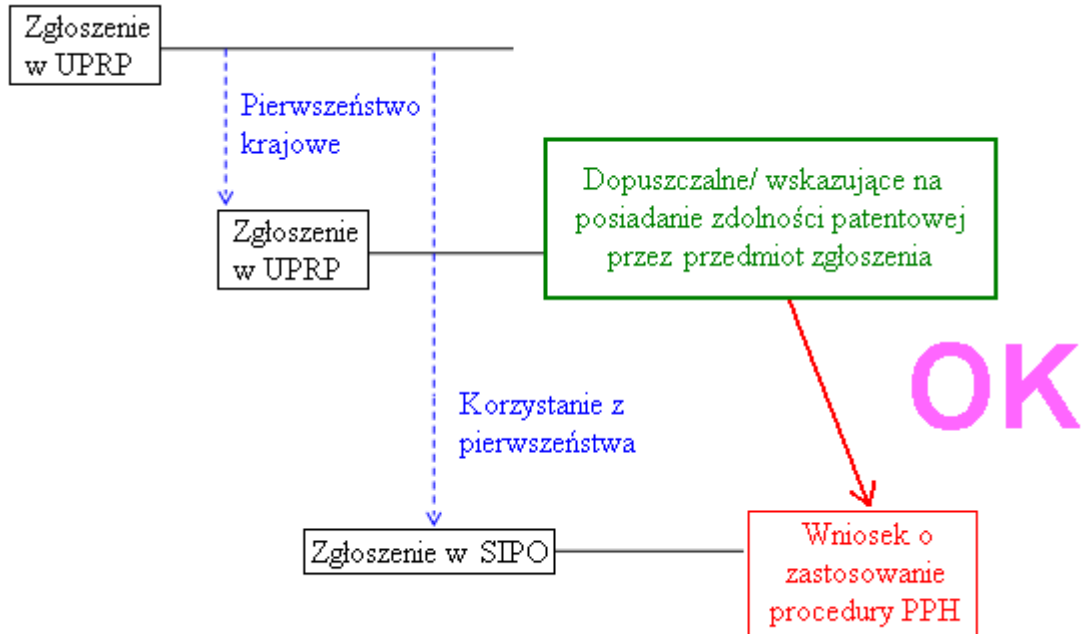 Zgłoszenie
w UPRP
Pierwszeństwo
krajowe
Zgłoszenie
w UPRP
Dopuszczalne/ wskazujące na
posiadanie zdolności patentowej
przez przedmiot zgłoszenia
OK
Korzystanie z
pierwszeństwa
Zgłoszenie w SIPO
Wniosek o
zastosowanie
procedury PPH